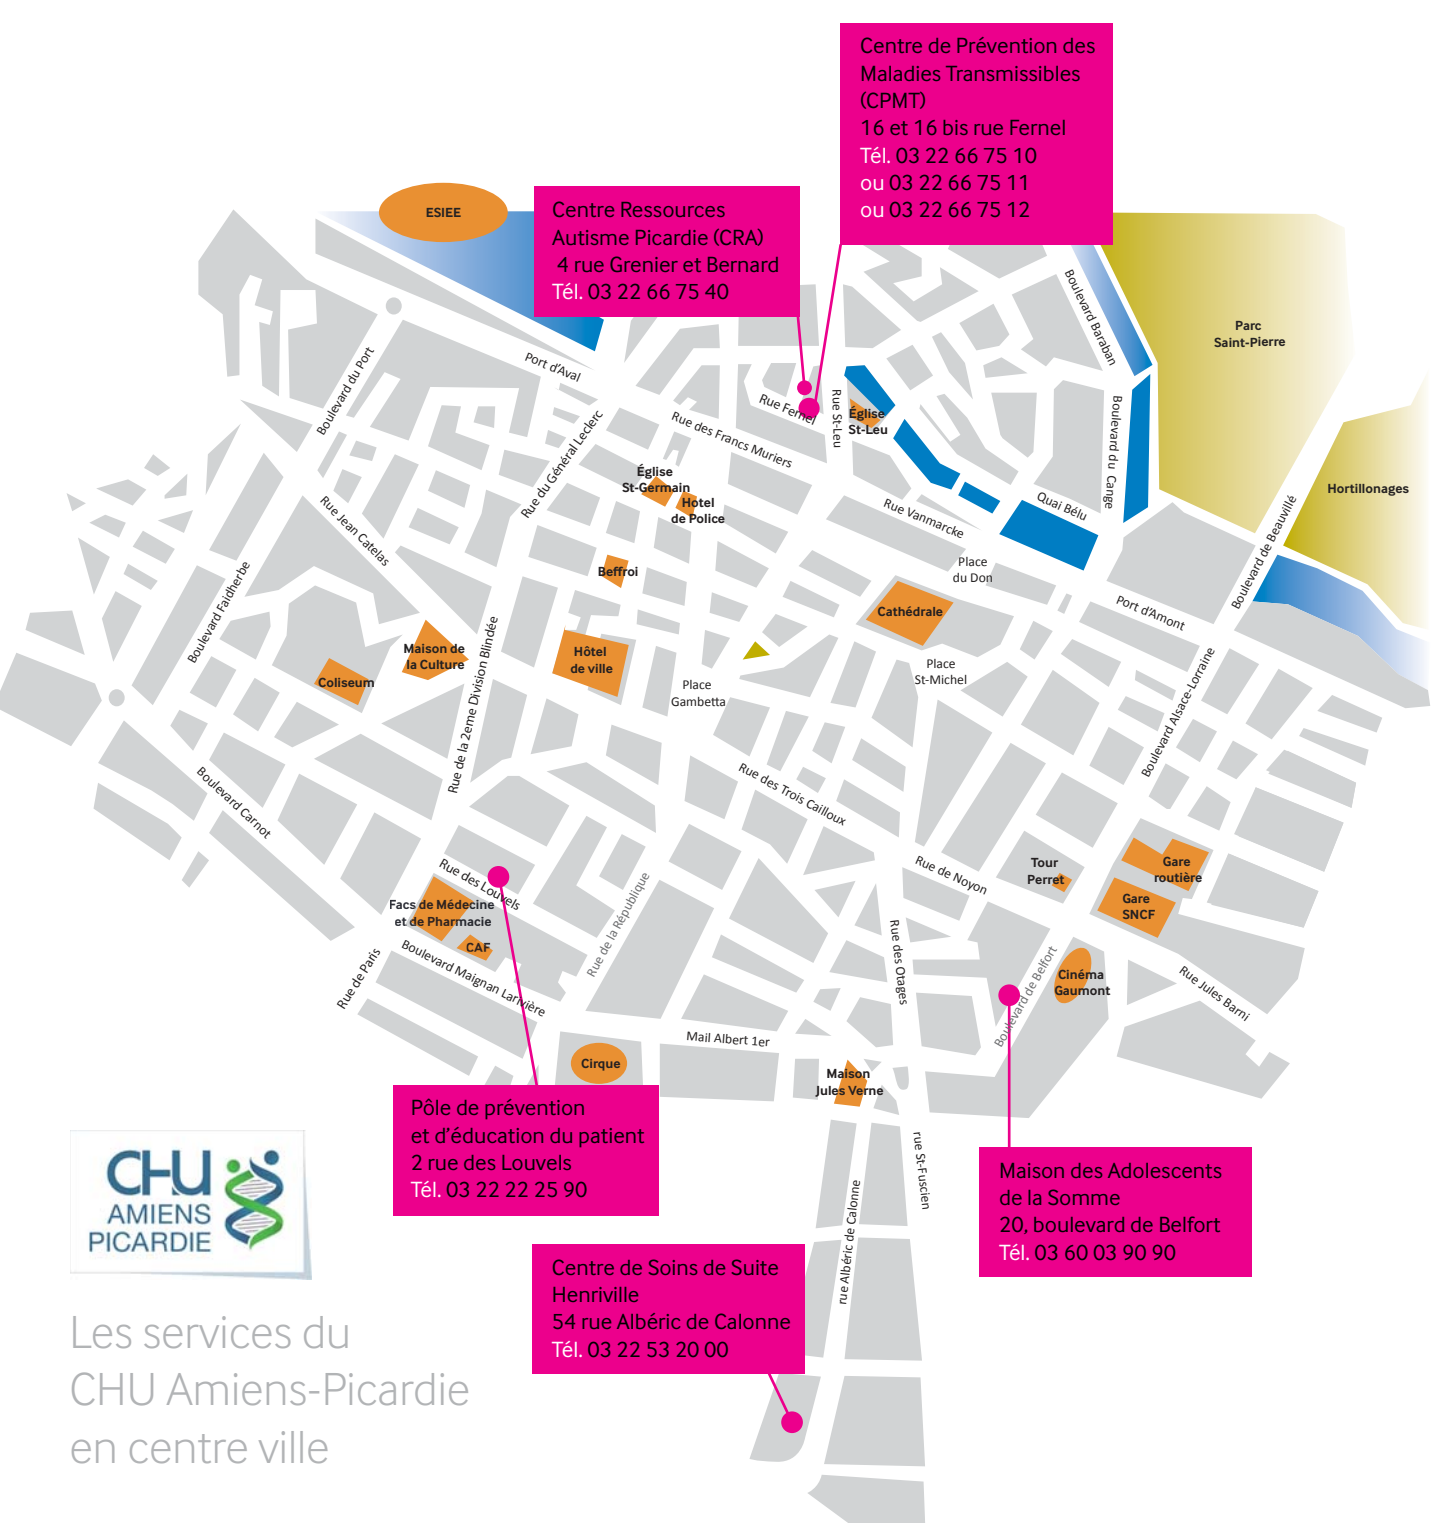 Centre de Prévention des
Maladies Transmissibles
(CPMT)
16 et 16 bis rue Fernel
Tél. 03 22 66 75 10
ou 03 22 66 75 11
ou 03 22 66 75 12
ESIEE
Centre Ressources
Autisme Picardie (CRA)
4 rue Grenier et Bernard
Tél. 03 22 66 75 40
Boulevard Baraban
Parc
Saint-Pierre
Boulevard du Port
Port d'Aval
Rue Fernel
Rue St-Leu
Église
St-Leu
Boulevard du Cange
Rue du Général Leclerc
Rue des Francs Muriers
Église
St-Germain
Hotel
de Police
Hortillonages
Rue Jean Catelas
Rue Vanmarcke
Quai Bélu
Boulevard de Beauvillé
Place
du Don
Beffroi
Boulevard Faidherbe
Cathédrale
Port d'Amont
Maison de
la Culture
Coliseum
Rue de la 2eme Division Blindée
Hôtel
de ville
Place
Gambetta
Place
St-Michel
Boulevard Alsace-Lorraine
Boulevard Carnot
Rue des Trois Cailloux
Rue des Louvels
Rue de Noyon
Tour
Perret
Gare
routière
Gare
SNCF
Facs de Médecine
et de Pharmacie
CAF
Rue de la République
Rue de Paris
Boulevard Maignan Larivière
Rue des Otages
Boulevard de Belfort
Cinéma
Gaumont
Rue Jules Barni
Mail Albert 1er
Cirque
Maison
Jules Verne
Pôle de prévention
et d'éducation du patient
2 rue des Louvels
Tél. 03 22 22 25 90
rue St-Fuscien
rue Albéric de Calonne
Maison des Adolescents
de la Somme
20, boulevard de Belfort
Tél. 03 60 03 90 90
CHU
AMIENS
PICARDIE
Centre de Soins de Suite
Henriville
54 rue Albéric de Calonne
Tél. 03 22 53 20 00
Les services du
CHU Amiens-Picardie
en centre ville